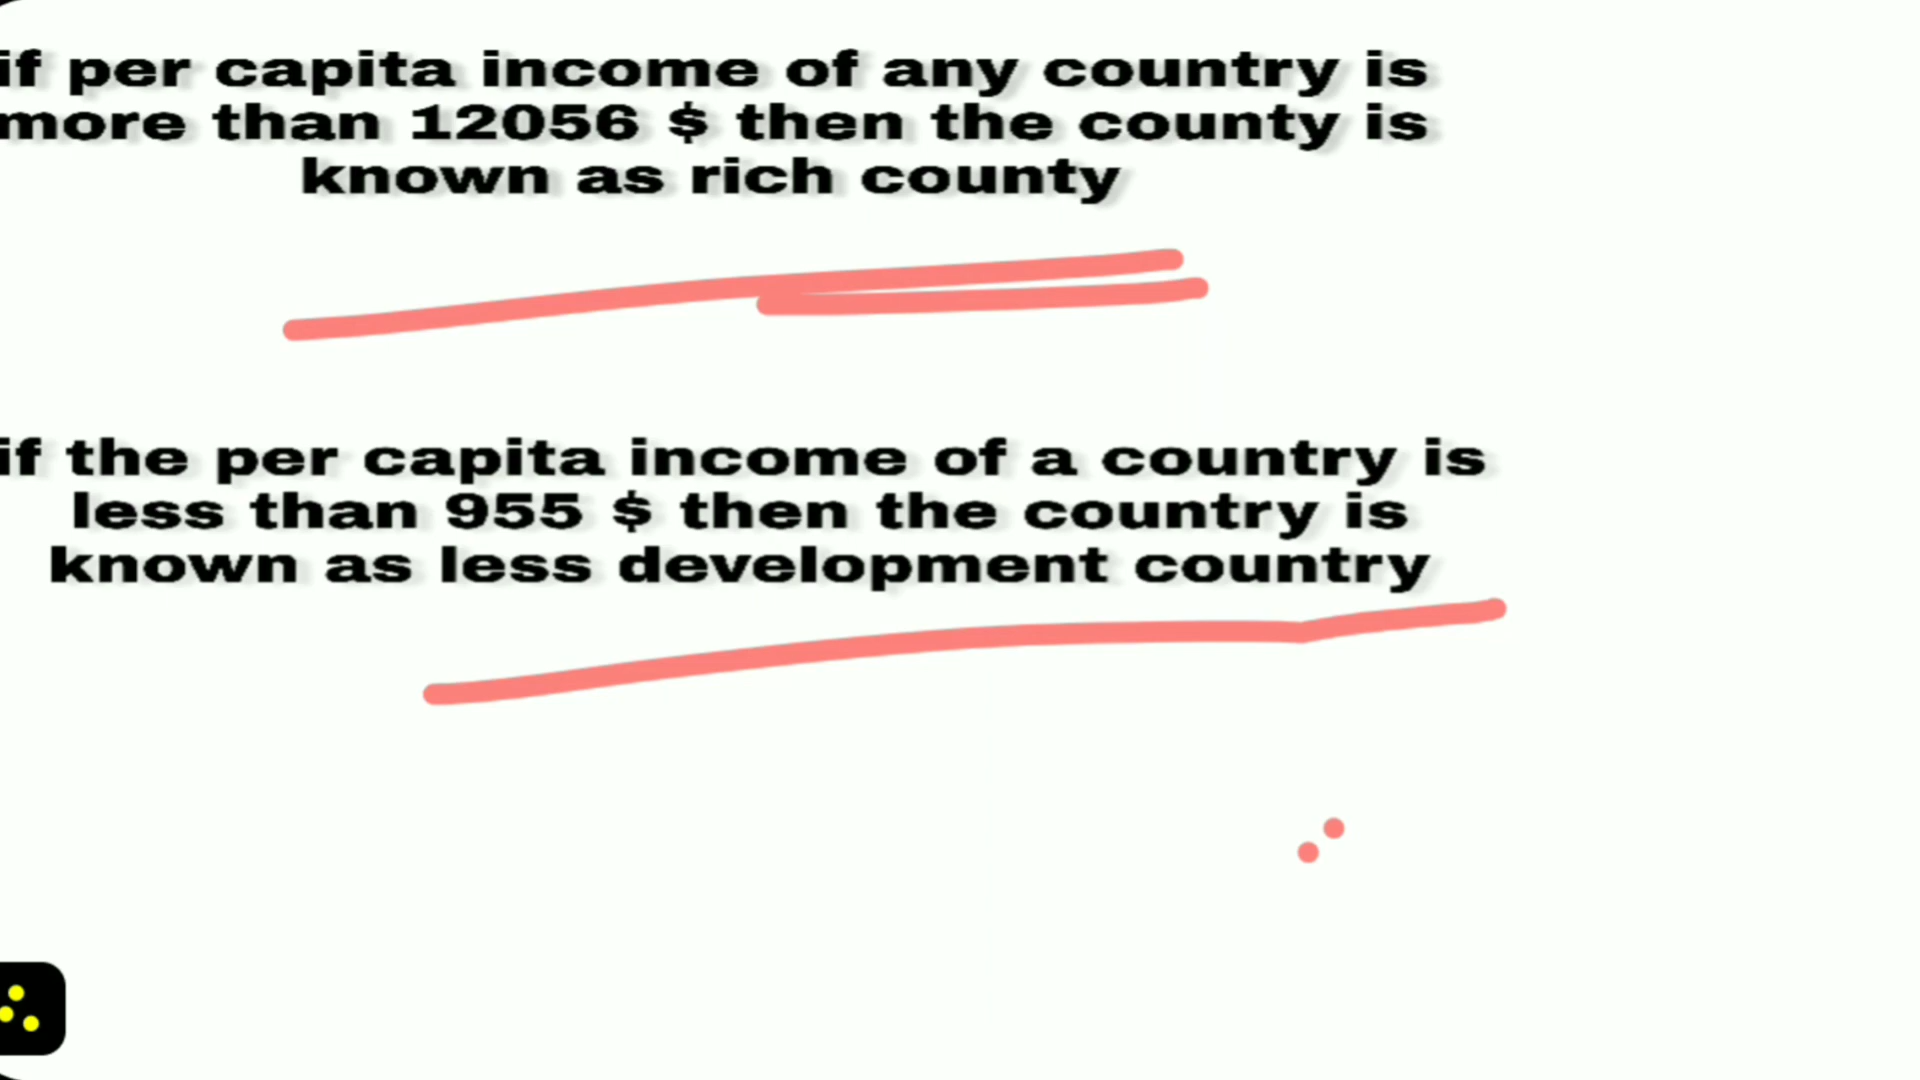 if per capita income of any country is
more than 12056 $ then the county is
known as rich county
if the per capita income of a country is
less than 955 $ then the country is
known as less development country